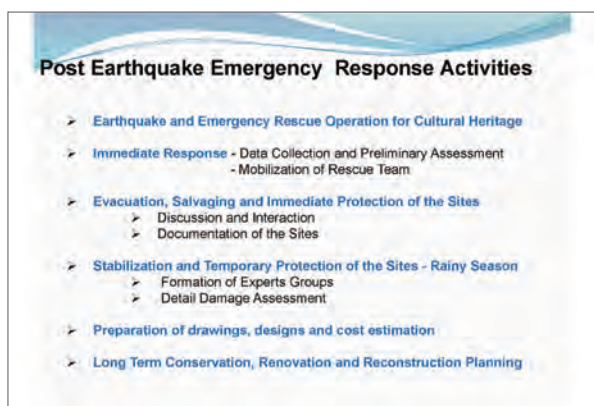 Post Earthquake Emergency Response Activities
➤ Earthquake and Emergency Rescue Operation for Cultural Heritage
➤ Immediate Response - Data Collection and Preliminary Assessment
- Mobilization of Rescue Team
➤ Evacuation, Salvaging and Immediate Protection of the Sites
➤ Discussion and Interaction
➤ Documentation of the Sites
➤ Stabilization and Temporary Protection of the Sites - Rainy Season
➤ Formation of Experts Groups
➤ Detail Damage Assessment
➤ Preparation of drawings, designs and cost estimation
➤ Long Term Conservation, Renovation and Reconstruction Planning